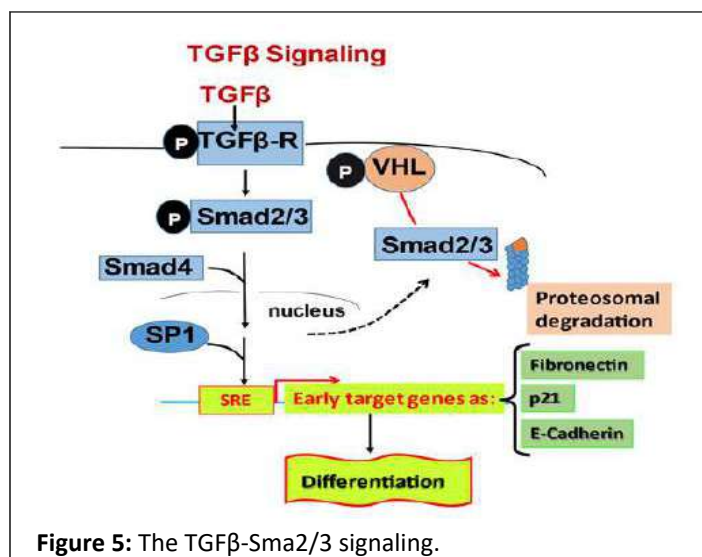 TGFβ Signaling
TGFβ
P
TGFβ-R
P
VHL
P
Smad2/3
Smad2/3
Smad4
nucleus
Proteosomal
degradation
SP1
SRE
Early target genes as:
Fibronectin
p21
E-Cadherin
Differentiation
Figure 5: The TGFβ-Sma2/3 signaling.